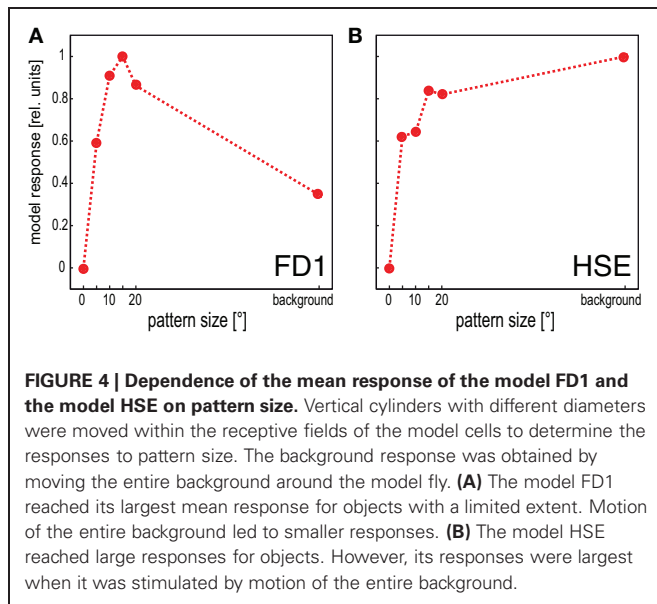 A
B
model response [rel. units]
1
0.8
0.6
0.4
0.2
0
FD1
HSE
0 10 20 background
0 10 20 background
pattern size [°]
pattern size [°]
FIGURE 4 | Dependence of the mean response of the model FD1 and
the model HSE on pattern size. Vertical cylinders with different diameters
were moved within the receptive fields of the model cells to determine the
responses to pattern size. The background response was obtained by
moving the entire background around the model fly. (A) The model FD1
reached its largest mean response for objects with a limited extent. Motion
of the entire background led to smaller responses. (B) The model HSE
reached large responses for objects. However, its responses were largest
when it was stimulated by motion of the entire background.